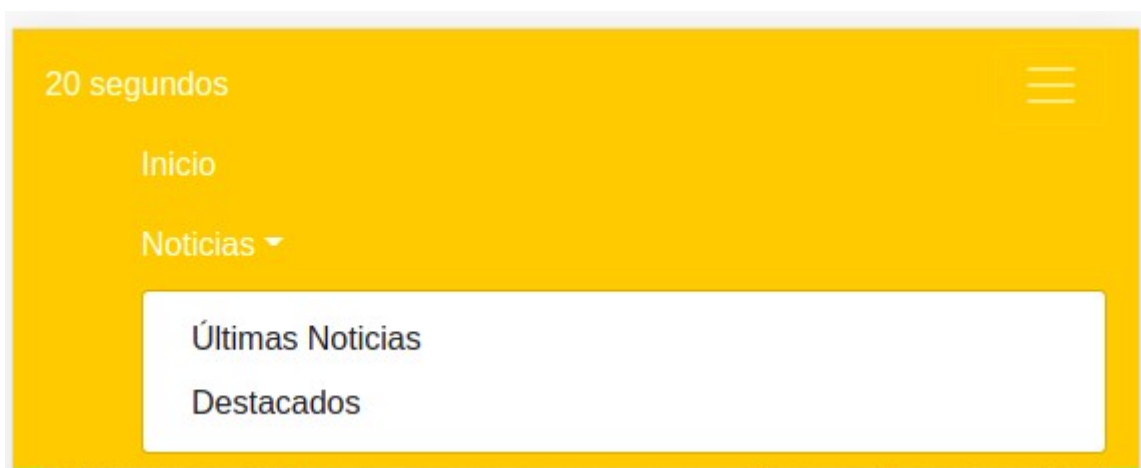 20 segundos
Inicio
Noticias
Últimas Noticias
Destacados